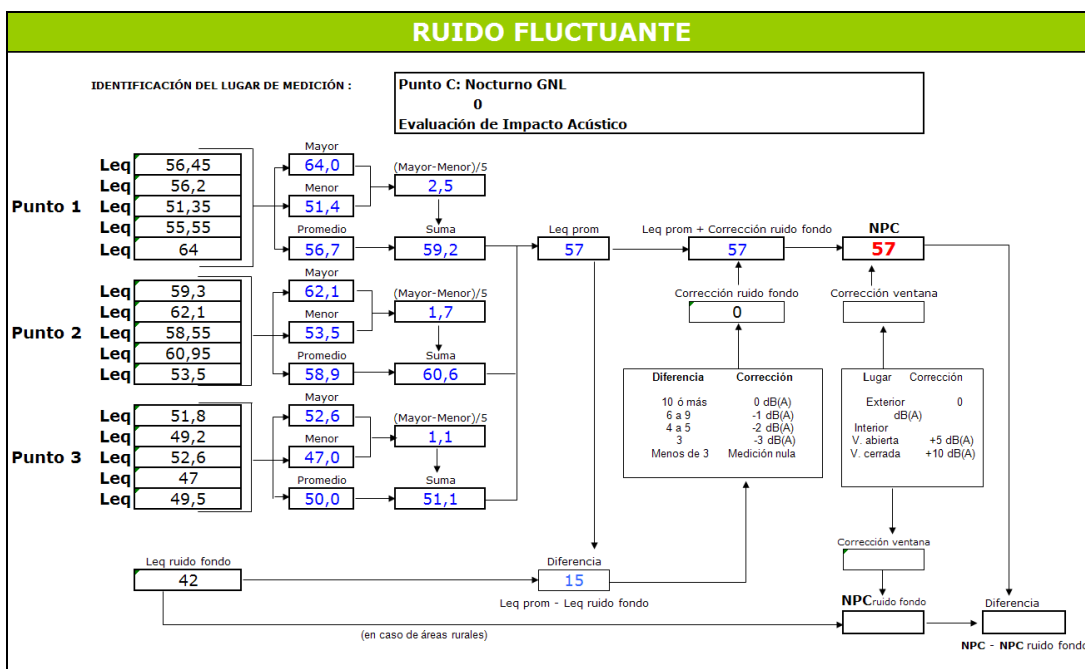 RUIDO FLUCTUANTE
IDENTIFICACIÓN DEL LUGAR DE MEDICIÓN :
Punto C: Nocturno GNL
0
Evaluación de Impacto Acústico
Punto 1
Leq 56,45
Leq 56,2
Leq 51,35
Leq 55,55
Leq 64
Mayor
64,0
Menor
51,4
Promedio
56,7
(Mayor-Menor)/5
2,5
Suma
59,2
Punto 2
Leq 59,3
Leq 62,1
Leq 58,55
Leq 60,95
Leq 53,5
Mayor
62,1
Menor
53,5
Promedio
58,9
(Mayor-Menor)/5
1,7
Suma
60,6
Punto 3
Leq 51,8
Leq 49,2
Leq 52,6
Leq 47
Leq 49,5
Mayor
52,6
Menor
47,0
Promedio
50,0
(Mayor-Menor)/5
1,1
Suma
51,1
Leq prom
57
Leq prom + Corrección ruido fondo
57
NPC
57
Corrección ruido fondo
0
Corrección ventana
Diferencia Corrección
10 ó más 0 dB(A)
6 a 9 -1 dB(A)
4 a 5 -2 dB(A)
3 -3 dB(A)
Menos de 3 Medición nula
Lugar Corrección
Exterior 0
dB(A)
Interior
V. abierta +5 dB(A)
V. cerrada +10 dB(A)
Leq ruido fondo
42
Diferencia
15
Leq prom - Leq ruido fondo
Corrección ventana
NPC ruido fondo
Diferencia
(en caso de áreas rurales)
NPC - NPC ruido fondo